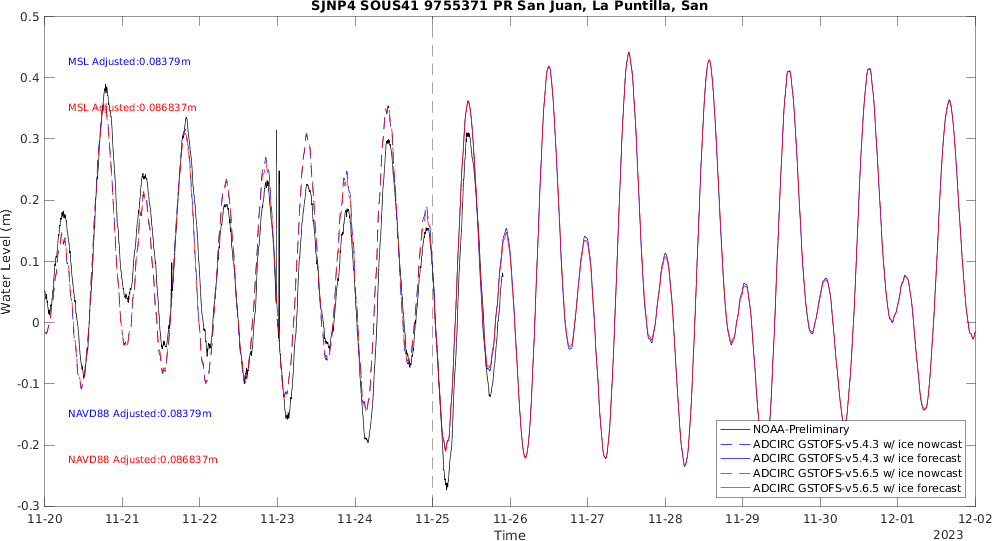 SJNP4 SOUS41 9755371 PR San Juan, La Puntilla, San
0.5
0.4
0.3
0.2
0.1
0
-0.1
-0.2
-0.3
Water Level (m)
MSL Adjusted:0.08379m
MSL Adjusted:0.086837m
NAVD88 Adjusted:0.08379m
NAVD88 Adjusted:0.086837m
NOAA-Preliminary
ADCIRC GSTOFS-v5.4.3 w/ ice nowcast
ADCIRC GSTOFS-v5.4.3 w/ ice forecast
ADCIRC GSTOFS-v5.6.5 w/ ice nowcast
ADCIRC GSTOFS-v5.6.5 w/ ice forecast
11-20 11-21 11-22 11-23 11-24 11-25 11-26 11-27 11-28 11-29 11-30 12-01 12-02
Time
2023